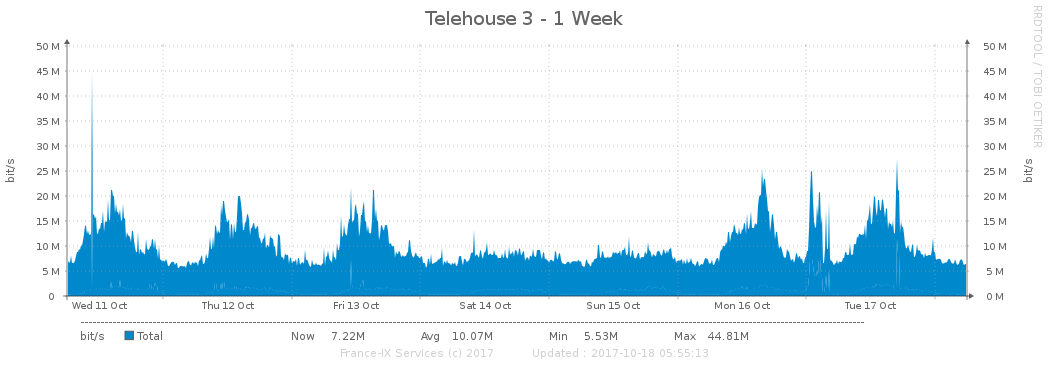 Telehouse 3 - 1 Week
RRDTOOL / TOBI OETIKER
bit/s
bit/s
50 M 50 M
45 M 45 M
40 M 40 M
35 M 35 M
30 M 30 M
25 M 25 M
20 M 20 M
15 M 15 M
10 M 10 M
5 M 5 M
0 0 M
Wed 11 Oct Thu 12 Oct Fri 13 Oct Sat 14 Oct Sun 15 Oct Mon 16 Oct Tue 17 Oct
bit/s Total Now 7.22M Avg 10.07M Min 5.53M Max 44.81M
France-IX Services (c) 2017 Updated : 2017-10-18 05:55:13